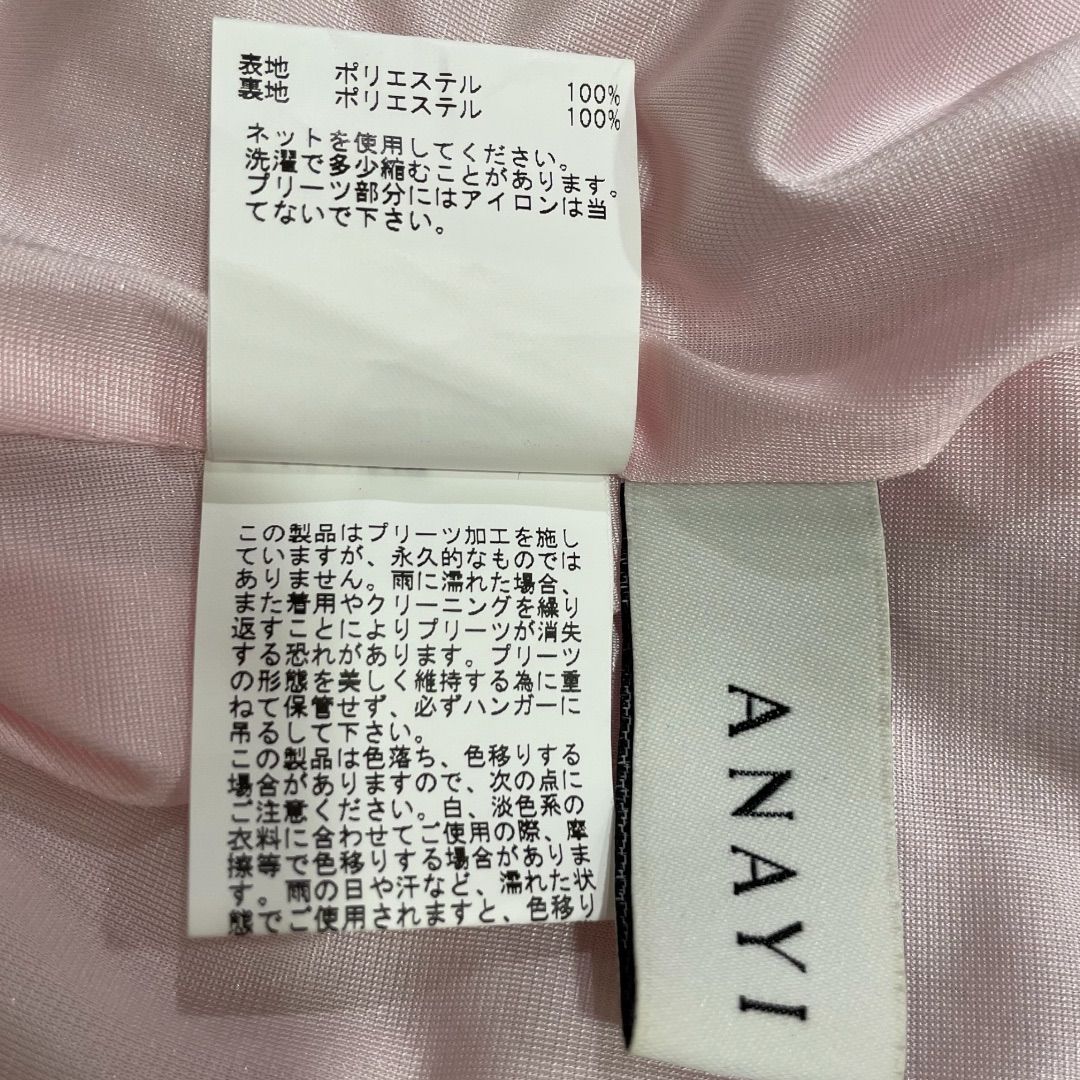 表地 ポリエステル 100%
裏地 ポリエステル 100%
ネットを使用してください。
洗濯で多少縮むことがあります。
プリーツ部分にはアイロンは当
てないで下さい。
この製品はプリーツ加工を施し
ていますが、永久的なものでは
ありません。雨に濡れた場合、
また着用やクリーニングを繰り
返すことによりプリーツが消失
する恐れがあります。プリーツ
の形態を美しく維持する為に重
ねて保管せず、必ずハンガーに
吊るして下さい。
この製品は色落ち、色移りする
場合がありますので、次の点に
ご注意ください。白、淡色系の
衣料に合わせてご使用の際、摩
擦等で色移りする場合がありま
す。雨の日や汗など、濡れた状
態でご使用されますと、色移り
ANAYI